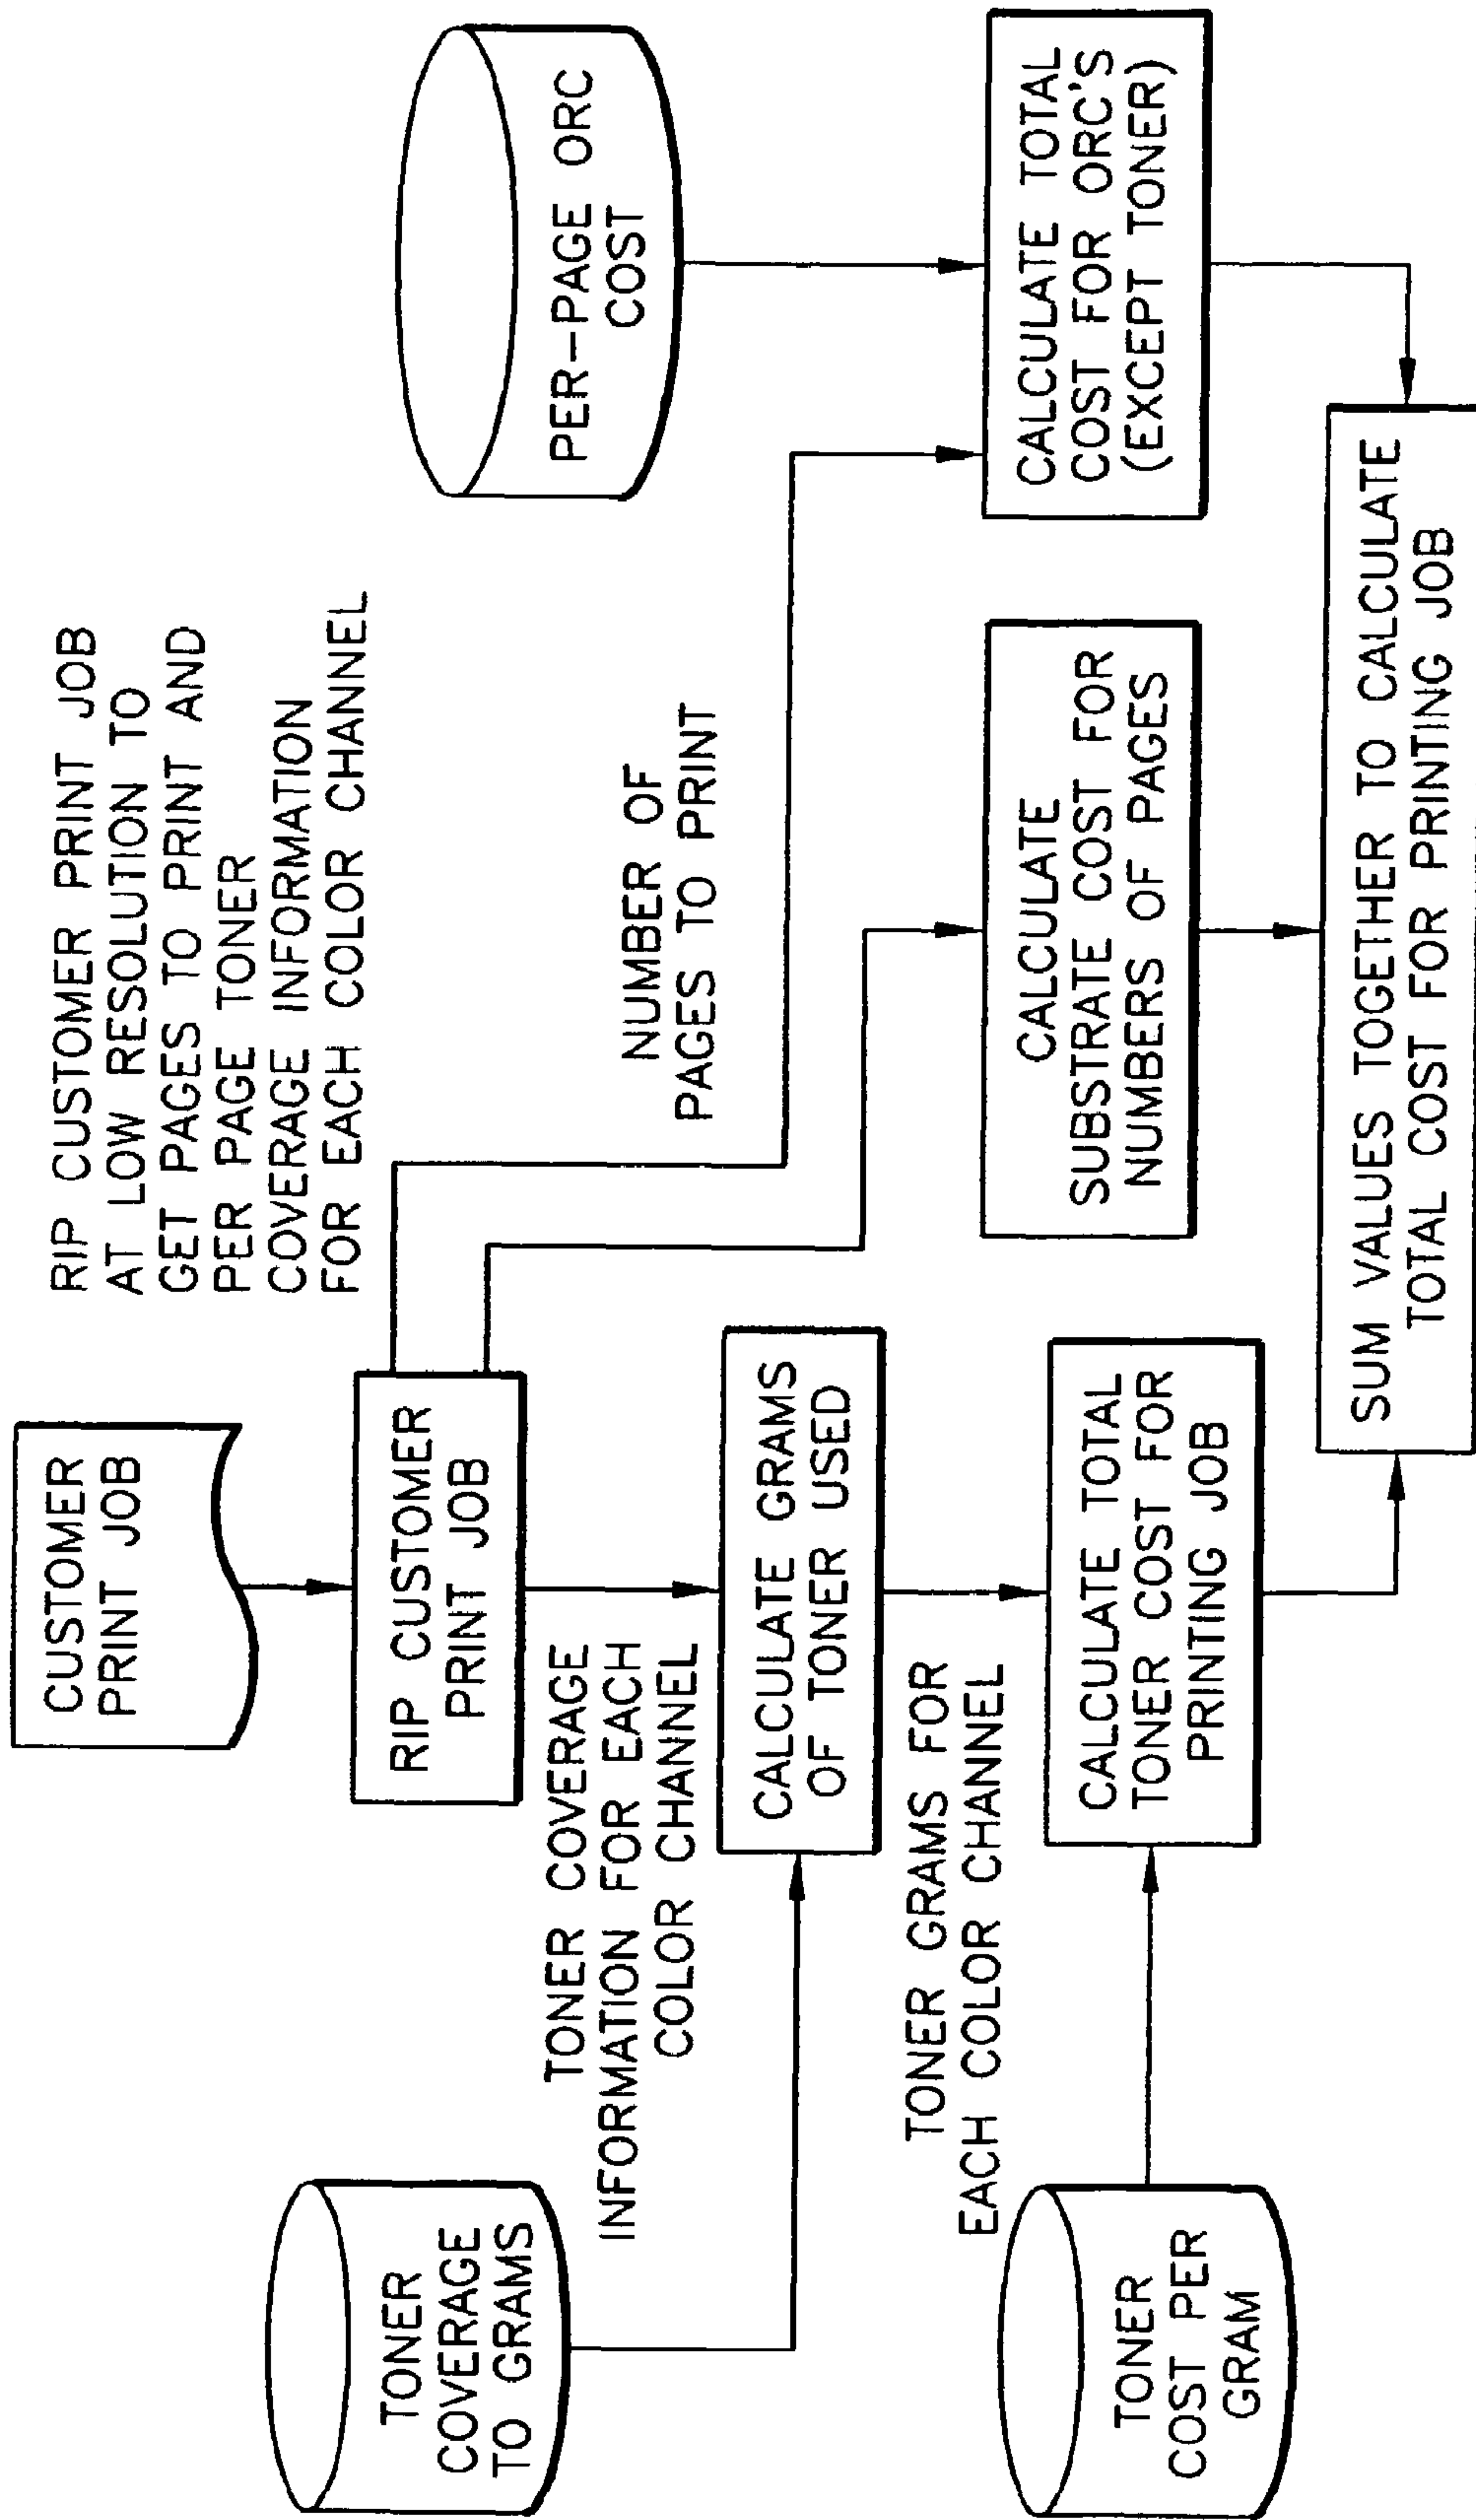 CUSTOMER
PRINT JOB
RIP CUSTOMER PRINT JOB
AT LOW RESOLUTION TO
GET PAGES TO PRINT AND
PER PAGE TONER
COVERAGE INFORMATION
FOR EACH COLOR CHANNEL
RIP CUSTOMER
PRINT JOB
TONER
COVERAGE
TO GRAMS
TONER COVERAGE
INFORMATION FOR EACH
COLOR CHANNEL
NUMBER OF
PAGES TO PRINT
PER-PAGE ORC
COST
CALCULATE GRAMS
OF TONER USED
TONER GRAMS FOR
EACH COLOR CHANNEL
TONER
COST PER
GRAM
CALCULATE TOTAL
TONER COST FOR
PRINTING JOB
CALCULATE
SUBSTRATE COST FOR
NUMBERS OF PAGES
CALCULATE TOTAL
COST FOR ORC'S
(EXCEPT TONER)
SUM VALUES TOGETHER TO CALCULATE
TOTAL COST FOR PRINTING JOB